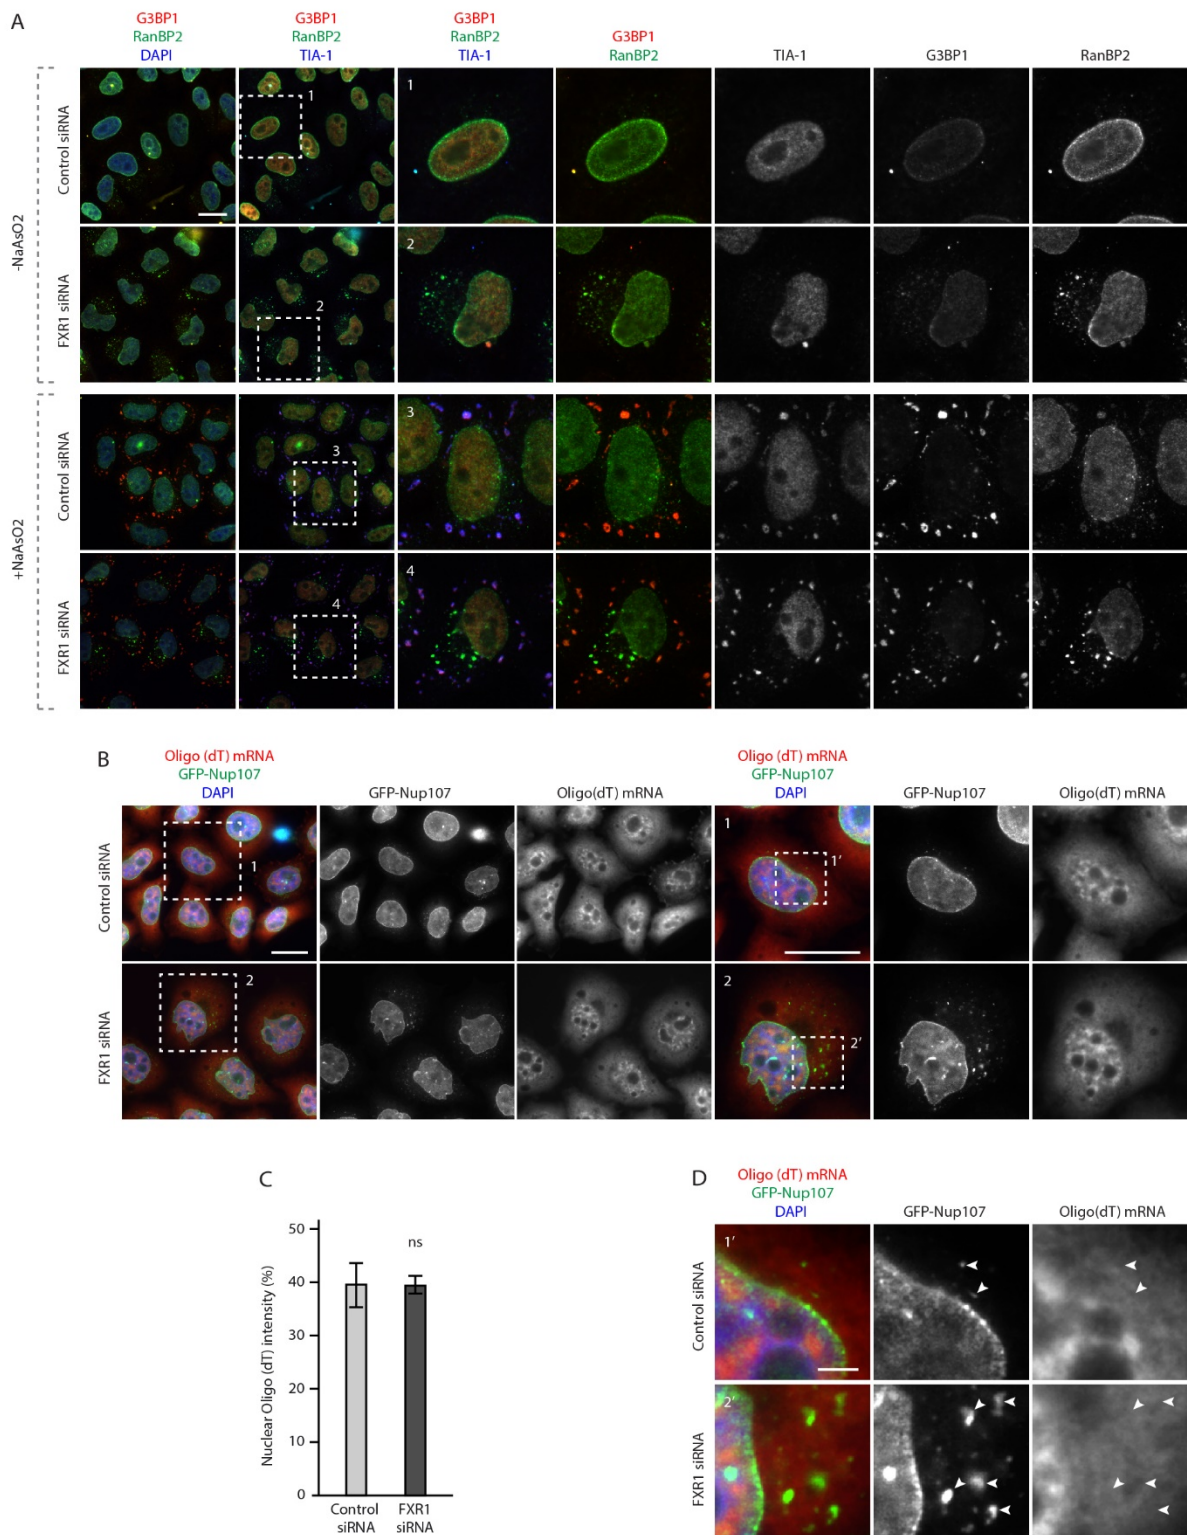 A
G3BP1
RanBP2
DAPI
G3BP1
RanBP2
TIA-1
G3BP1
RanBP2
TIA-1
G3BP1
RanBP2
TIA-1
G3BP1
RanBP2
-NaAsO2
Control siRNA
1
1
FXR1 siRNA
2
2
+NaAsO2
Control siRNA
3
3
FXR1 siRNA
4
4
B
Oligo (dT) mRNA
GFP-Nup107
DAPI
GFP-Nup107
Oligo(dT) mRNA
Oligo (dT) mRNA
GFP-Nup107
DAPI
GFP-Nup107
Oligo(dT) mRNA
Control siRNA
1
1
1'
FXR1 siRNA
2
2
2'
C
Nuclear Oligo (dT) intensity (%)
50
40
30
20
10
0
ns
Control
siRNA
FXR1
siRNA
D
Oligo (dT) mRNA
GFP-Nup107
DAPI
GFP-Nup107
Oligo(dT) mRNA
Control siRNA
1'
FXR1 siRNA
2'